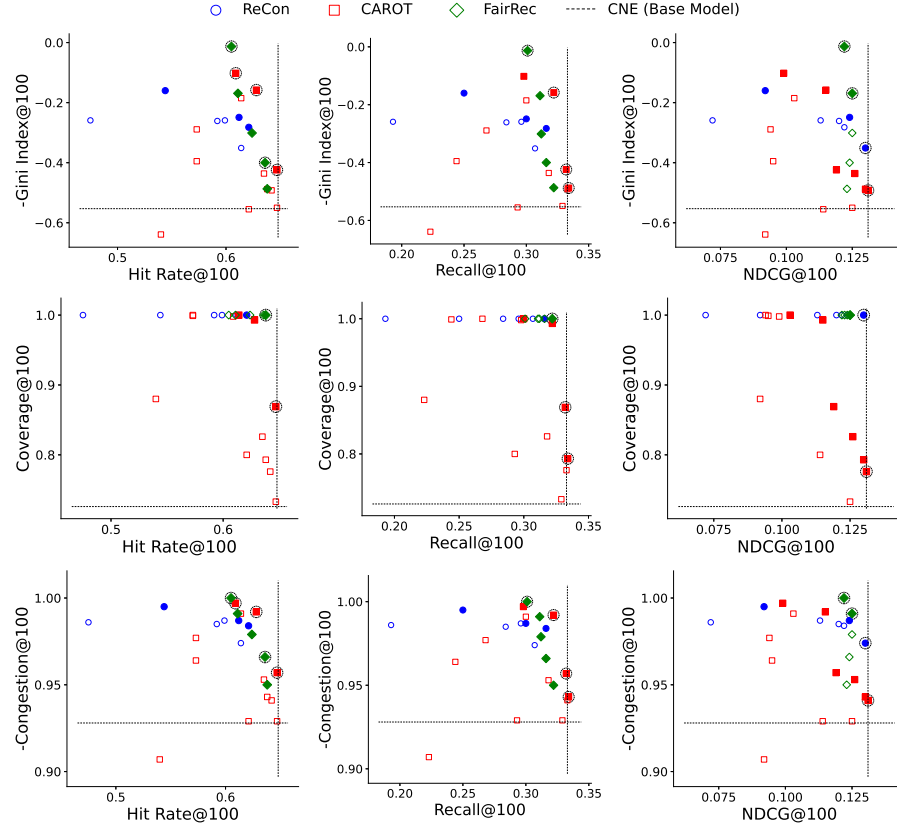 ReCon CAROT FairRec CNE (Base Model)
-Gini Index@100
0.0
−0.2
−0.4
−0.6
0.5 0.6
Hit Rate@100
-Gini Index@100
0.0
−0.2
−0.4
−0.6
0.20 0.25 0.30 0.35
Recall@100
-Gini Index@100
0.0
−0.2
−0.4
−0.6
0.075 0.100 0.125
NDCG@100
Coverage@100
1.0
0.9
0.8
0.5 0.6
Hit Rate@100
Coverage@100
1.0
0.9
0.8
0.20 0.25 0.30 0.35
Recall@100
Coverage@100
1.0
0.9
0.8
0.075 0.100 0.125
NDCG@100
-Congestion@100
1.00
0.95
0.90
0.5 0.6
Hit Rate@100
-Congestion@100
1.00
0.95
0.90
0.20 0.25 0.30 0.35
Recall@100
-Congestion@100
1.00
0.95
0.90
0.075 0.100 0.125
NDCG@100